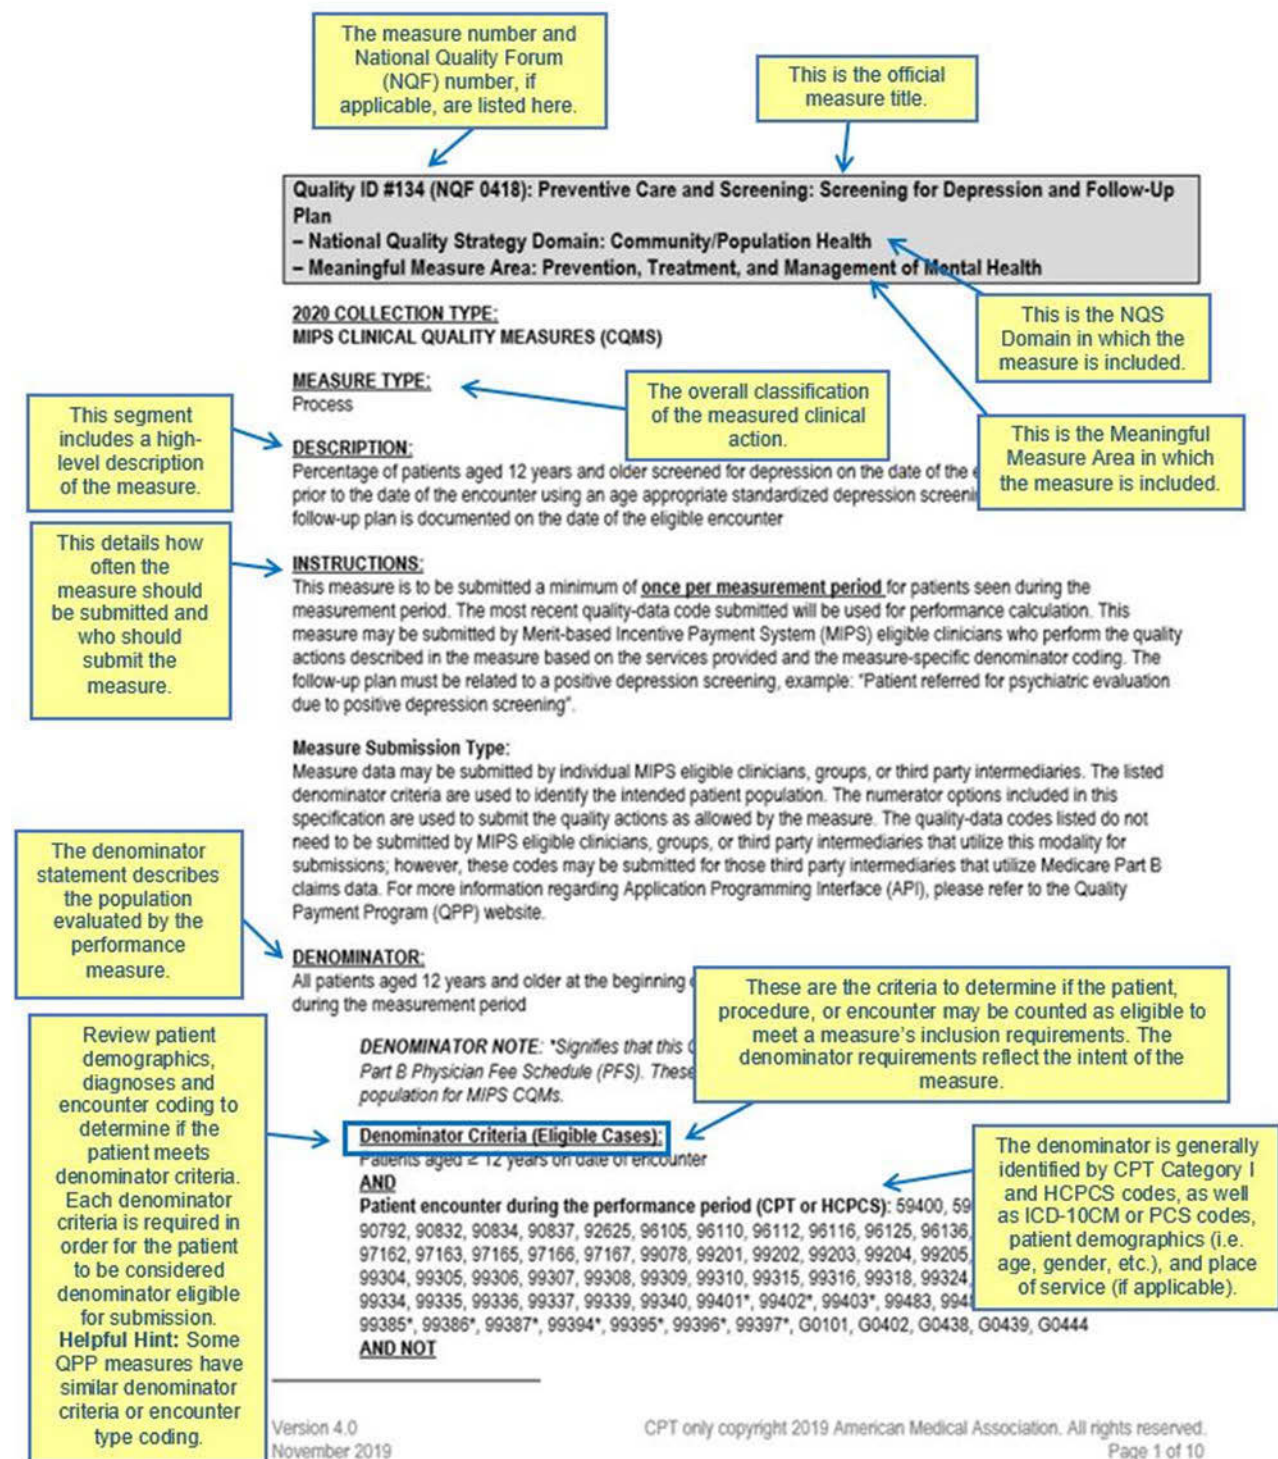 The measure number and
National Quality Forum
(NQF) number, if
applicable, are listed here.
This is the official
measure title.
Quality ID #134 (NQF 0418): Preventive Care and Screening: Screening for Depression and Follow-Up
Plan
– National Quality Strategy Domain: Community/Population Health
– Meaningful Measure Area: Prevention, Treatment, and Management of Mental Health
This is the NQS
Domain in which the
measure is included.
2020 COLLECTION TYPE:
MIPS CLINICAL QUALITY MEASURES (CQMS)
MEASURE TYPE:
Process
The overall classification
of the measured clinical
action.
This is the Meaningful
Measure Area in which
the measure is included.
This segment
includes a high-
level description
of the measure.
DESCRIPTION:
Percentage of patients aged 12 years and older screened for depression on the date of the
prior to the date of the encounter using an age appropriate standardized depression
follow-up plan is documented on the date of the eligible encounter
This details how
often the
measure should
be submitted and
who should
submit the
measure.
INSTRUCTIONS:
This measure is to be submitted a minimum of once per measurement period for patients seen during the
measurement period. The most recent quality-data code submitted will be used for performance calculation. This
measure may be submitted by Merit-based Incentive Payment System (MIPS) eligible clinicians who perform the quality
actions described in the measure based on the services provided and the measure-specific denominator coding. The
follow-up plan must be related to a positive depression screening, example: "Patient referred for psychiatric evaluation
due to positive depression screening".
Measure Submission Type:
Measure data may be submitted by individual MIPS eligible clinicians, groups, or third party intermediaries. The listed
denominator criteria are used to identify the intended patient population. The numerator options included in this
specification are used to submit the quality actions as allowed by the measure. The quality-data codes listed do not
need to be submitted by MIPS eligible clinicians, groups, or third party intermediaries that utilize this modality for
submissions; however, these codes may be submitted for those third party intermediaries that utilize Medicare Part B
claims data. For more information regarding Application Programming Interface (API), please refer to the Quality
Payment Program (QPP) website.
The denominator
statement describes
the population
evaluated by the
performance
measure.
DENOMINATOR:
All patients aged 12 years and older at the beginning
during the measurement period
These are the criteria to determine if the patient,
procedure, or encounter may be counted as eligible to
meet a measure's inclusion requirements. The
denominator requirements reflect the intent of the
measure.
DENOMINATOR NOTE: *Signifies that this
Part B Physician Fee Schedule (PFS). These
population for MIPS CQMs.
Review patient
demographics,
diagnoses and
encounter coding to
determine if the
patient meets
denominator criteria.
Each denominator
criteria is required in
order for the patient
to be considered
denominator eligible
for submission.
Helpful Hint: Some
QPP measures have
similar denominator
criteria or encounter
type coding.
Denominator Criteria (Eligible Cases):
Patients aged ≥ 12 years on date of encounter
AND
Patient encounter during the performance period (CPT or HCPCS): 59400,
90792, 90832, 90834, 90837, 92625, 96105, 96110, 96112, 96116, 96125, 96136,
97162, 97163, 97165, 97166, 97167, 99078, 99201, 99202, 99203, 99204, 99205,
99304, 99305, 99306, 99307, 99308, 99309, 99310, 99315, 99316, 99318, 99324,
99334, 99335, 99336, 99337, 99339, 99340, 99401*, 99402*, 99403*, 99483,
99385*, 99386*, 99387*, 99394*, 99395*, 99396*, 99397*, G0101, G0402, G0438, G0439, G0444
AND NOT
The denominator is generally
identified by CPT Category I
and HCPCS codes, as well
as ICD-10CM or PCS codes,
patient demographics (i.e.
age, gender, etc.), and place
of service (if applicable).
Version 4.0
November 2019
CPT only copyright 2019 American Medical Association. All rights reserved.
Page 1 of 10